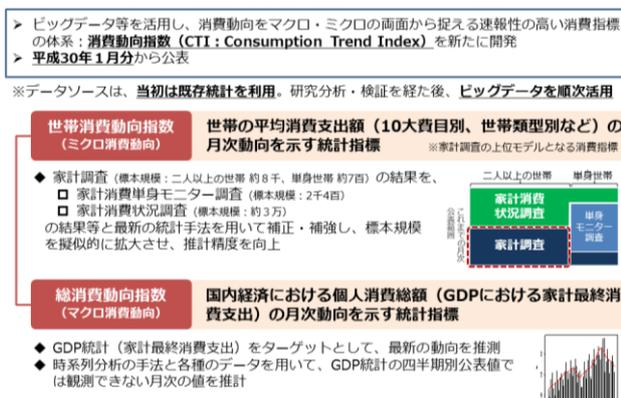 ➢ ビッグデータ等を活用し、消費動向をマクロ・ミクロの両面から捉える速報性の高い消費指標
の体系:消費動向指数(CTI:Consumption Trend Index)を新たに開発
➢ 平成30年1月分から公表
※データソースは、当初は既存統計を利用。研究分析・検証を経た後、ビッグデータを順次活用
世帯消費動向指数
(ミクロ消費動向)
世帯の平均消費支出額(10大費目別、世帯類型別など)の
月次動向を示す統計指標
※家計調査の上位モデルとなる消費指標
◆ 家計調査(標本規模:二人以上の世帯 約8千、単身世帯 約7百)の結果を、
□ 家計消費単身モニター調査(標本規模:2千4百)
□ 家計消費状況調査(標本規模:約3万)
の結果等と最新の統計手法を用いて補正・補強し、標本規模
を擬似的に拡大させ、推計精度を向上
二人以上の世帯
単身世帯
家計消費
状況調査
単身
モニター
調査
家計調査
これまでの月次
公表範囲
総消費動向指数
(マクロ消費動向)
国内経済における個人消費総額(GDPにおける家計最終消
費支出)の月次動向を示す統計指標
◆ GDP統計(家計最終消費支出)をターゲットとして、最新の動向を推測
◆ 時系列分析の手法と各種のデータを用いて、GDP統計の四半期別公表値で
は観測できない月次の値を推計